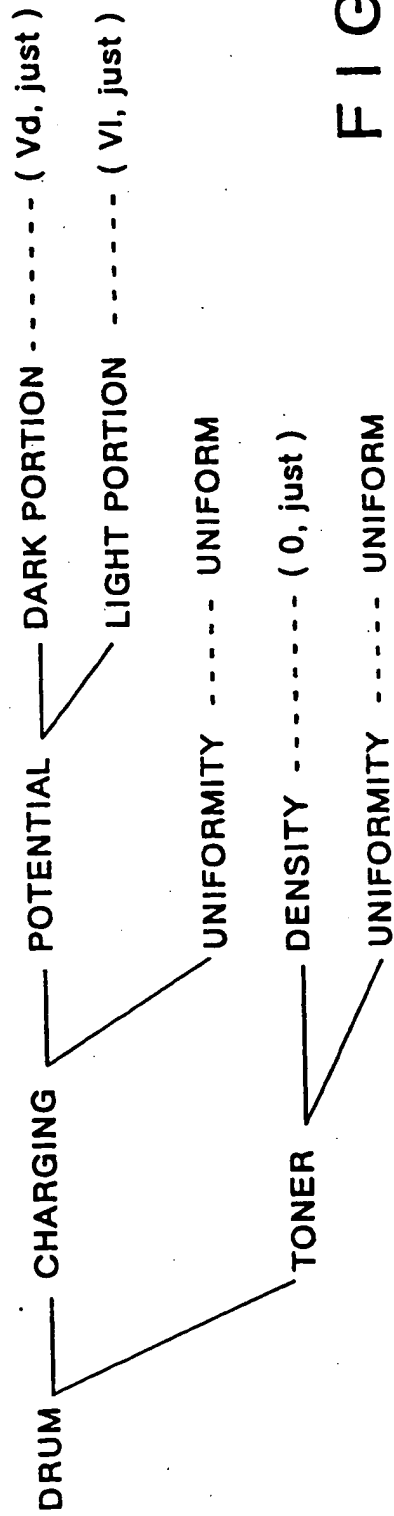 DRUM CHARGING POTENTIAL DARK PORTION ------- ( Vd, just )
LIGHT PORTION ------ ( Vl, just )
UNIFORMITY ----- UNIFORM
TONER DENSITY -------- ( 0, just )
UNIFORMITY ----- UNIFORM
F I G